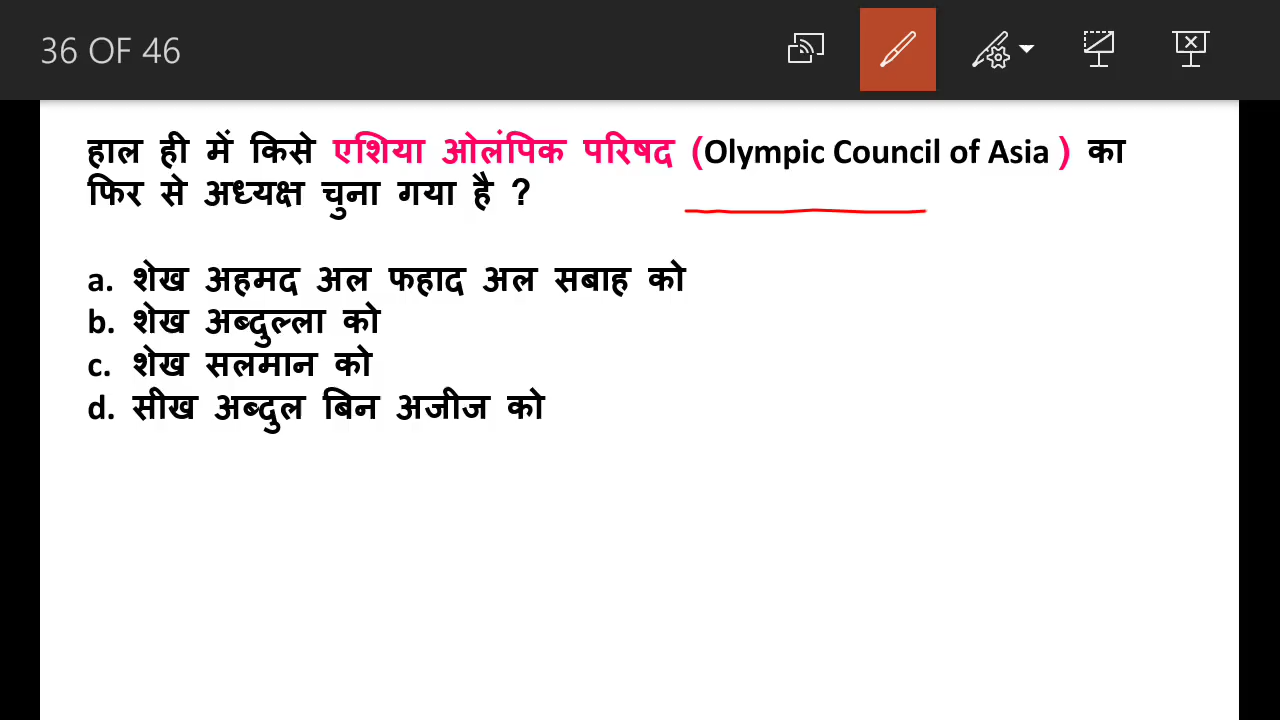 36 OF 46
हाल ही में किसे एशिया ओलंपिक परिषद (Olympic Council of Asia ) का
फिर से अध्यक्ष चुना गया है ?
a. शेख अहमद अल फहाद अल सबाह को
b. शेख अब्दुल्ला को
c. शेख सलमान को
d. सीख अब्दुल बिन अजीज को